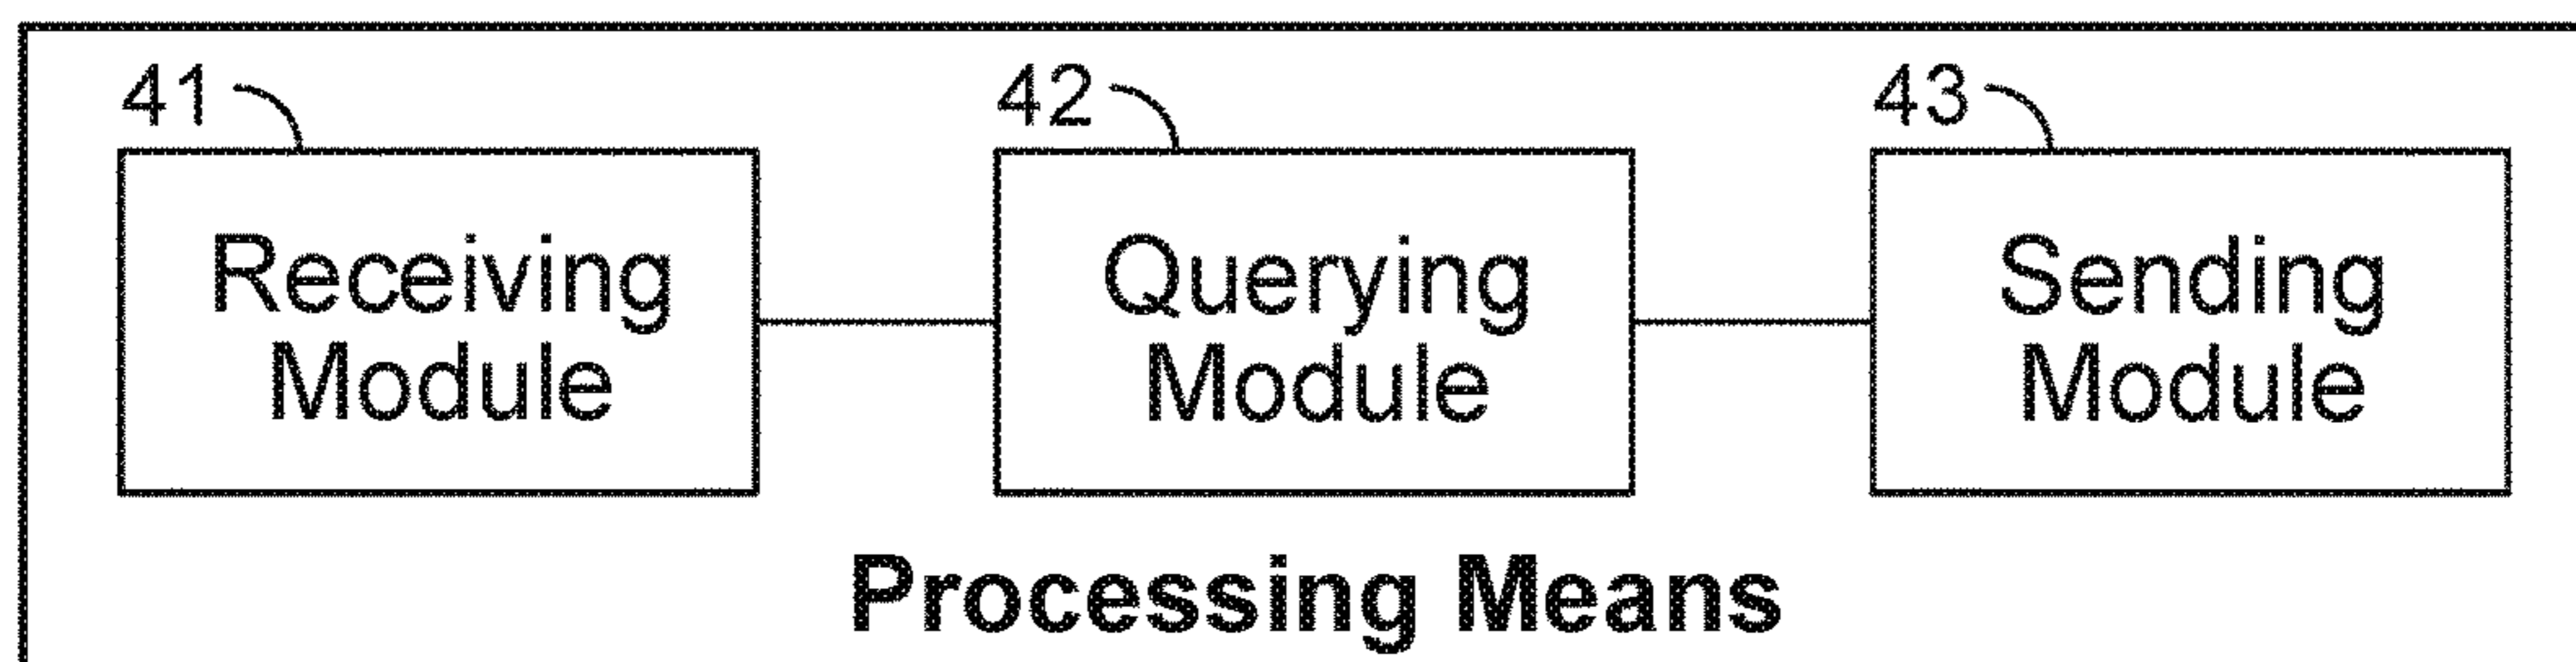 41
42
43
Receiving
Module
Querying
Module
Sending
Module
Processing Means